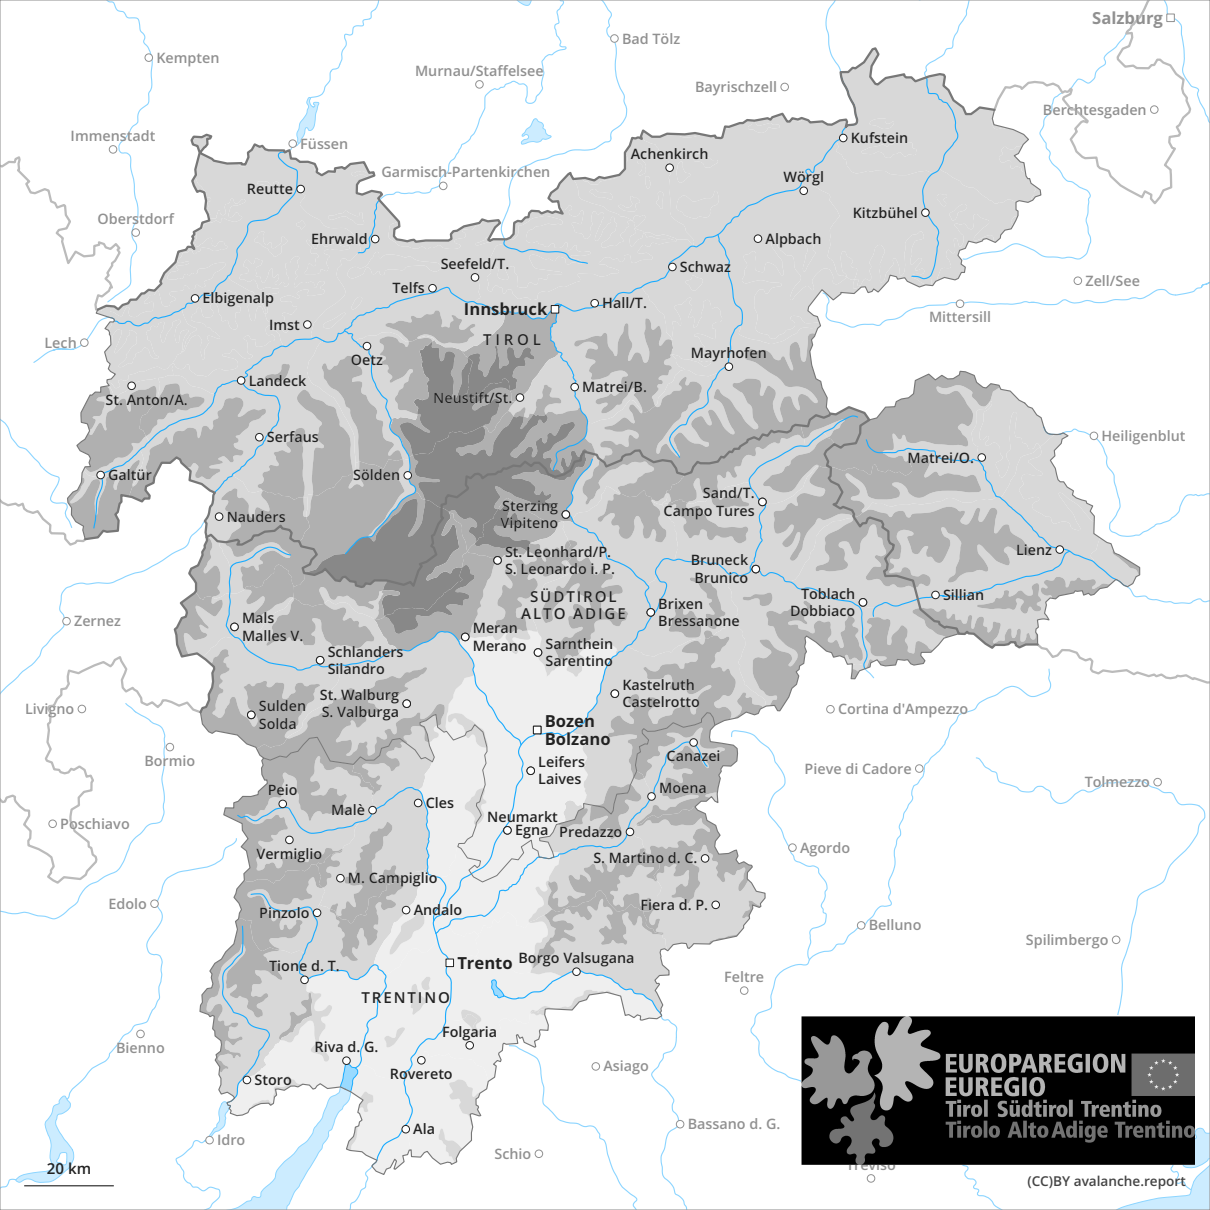 Salzburg
Bad Tölz
Kempten
Murnau/Staffelsee
Bayrischzell
Berchtesgaden
Immenstadt
Füssen
Kufstein
Achenkirch
Garmisch-Partenkirchen
Wörgl
Reutte
Oberstdorf
Kitzbühel
Ehrwald
Alpbach
Seefeld/T.
Schwaz
Zell/See
Telfs
Elbigenalp
Hall/T.
Innsbruck
Mittersill
Imst
TIROL
Lech
Oetz
Mayrhofen
Landeck
Matrei/B.
St. Anton/A.
Neustift/St.
Serfaus
Heiligenblut
Matrei/O.
Galtür
Sölden
Sand/T.
Campo Tures
Sterzing
Vipiteno
Nauders
Lienz
St. Leonhard/P.
S. Leonardo i. P.
Bruneck
Brunico
SÜDTIROL
ALTO ADIGE
Toblach
Dobbiaco
Sillian
Brixen
Bressanone
Zernez
Mals
Malles V.
Meran
Merano
Sarnthein
Sarentino
Schlanders
Silandro
Kastelruth
Castelrotto
St. Walburg
S. Valburga
Sulden
Solda
Livigno
Cortina d'Ampezzo
Bozen
Bolzano
Bormio
Canazei
Leifers
Laives
Pieve di Cadore
Tolmezzo
Peio
Moena
Malè
Cles
Neumarkt
Egna
Predazzo
Poschiavo
Vermiglio
Agordo
S. Martino d. C.
M. Campiglio
Edolo
Pinzolo
Andalo
Fiera d. P.
Belluno
Spilimbergo
Tione d. T.
Trento
Borgo Valsugana
Feltre
TRENTINO
Folgaria
Bienno
Riva d. G.
Rovereto
Asiago
Storo
EUROPAREGION
EUREGIO
Tirol Südtirol Trentino
Tirolo Alto Adige Trentino
Ala
Bassano d. G.
Idro
Schio
Treviso
20 km
(CC)BY avalanche.report